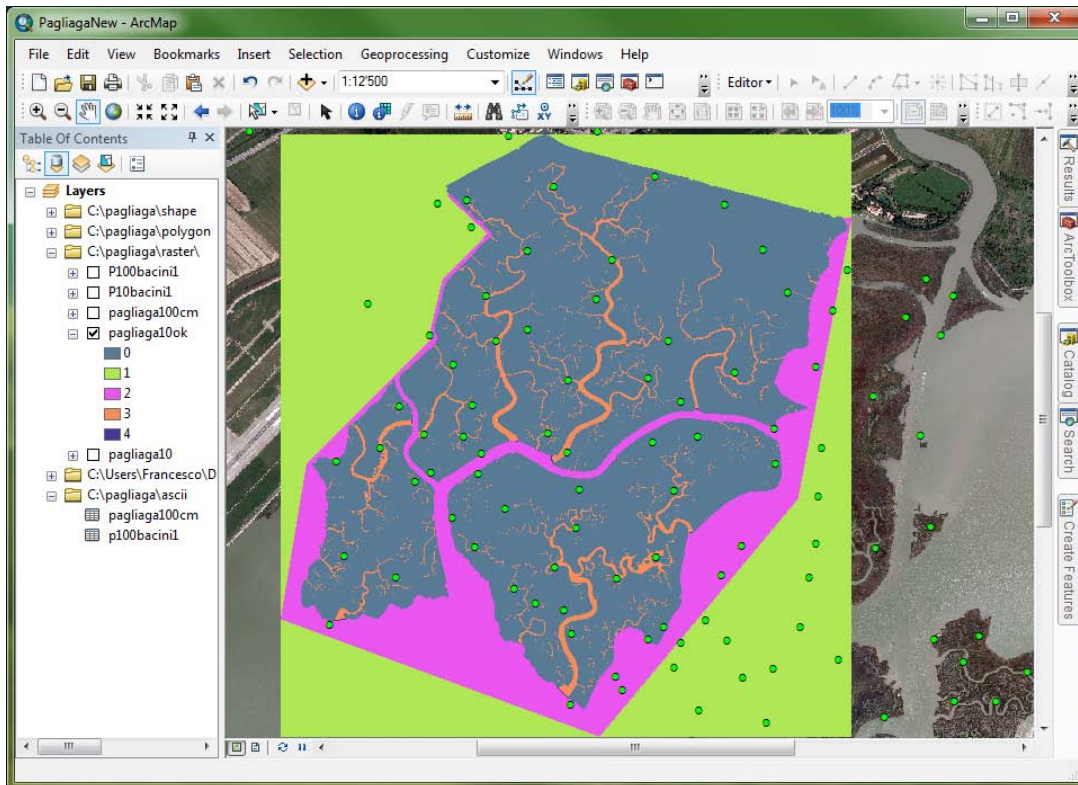 PagliagaNew - ArcMap
File Edit View Bookmarks Insert Selection Geoprocessing Customize Windows Help
1:12'500
Editor
100%
XY
Table Of Contents
Layers
C:\pagliaga\shape
C:\pagliaga\polygon
C:\pagliaga\raster\
P100bacini1
P10bacini1
pagliaga100cm
pagliaga10ok
0
1
2
3
4
pagliaga10
C:\Users\Francesco\D
C:\pagliaga\ascii
pagliaga100cm
p100bacini1
Results
ArcToolbox
Catalog
Search
Create Features